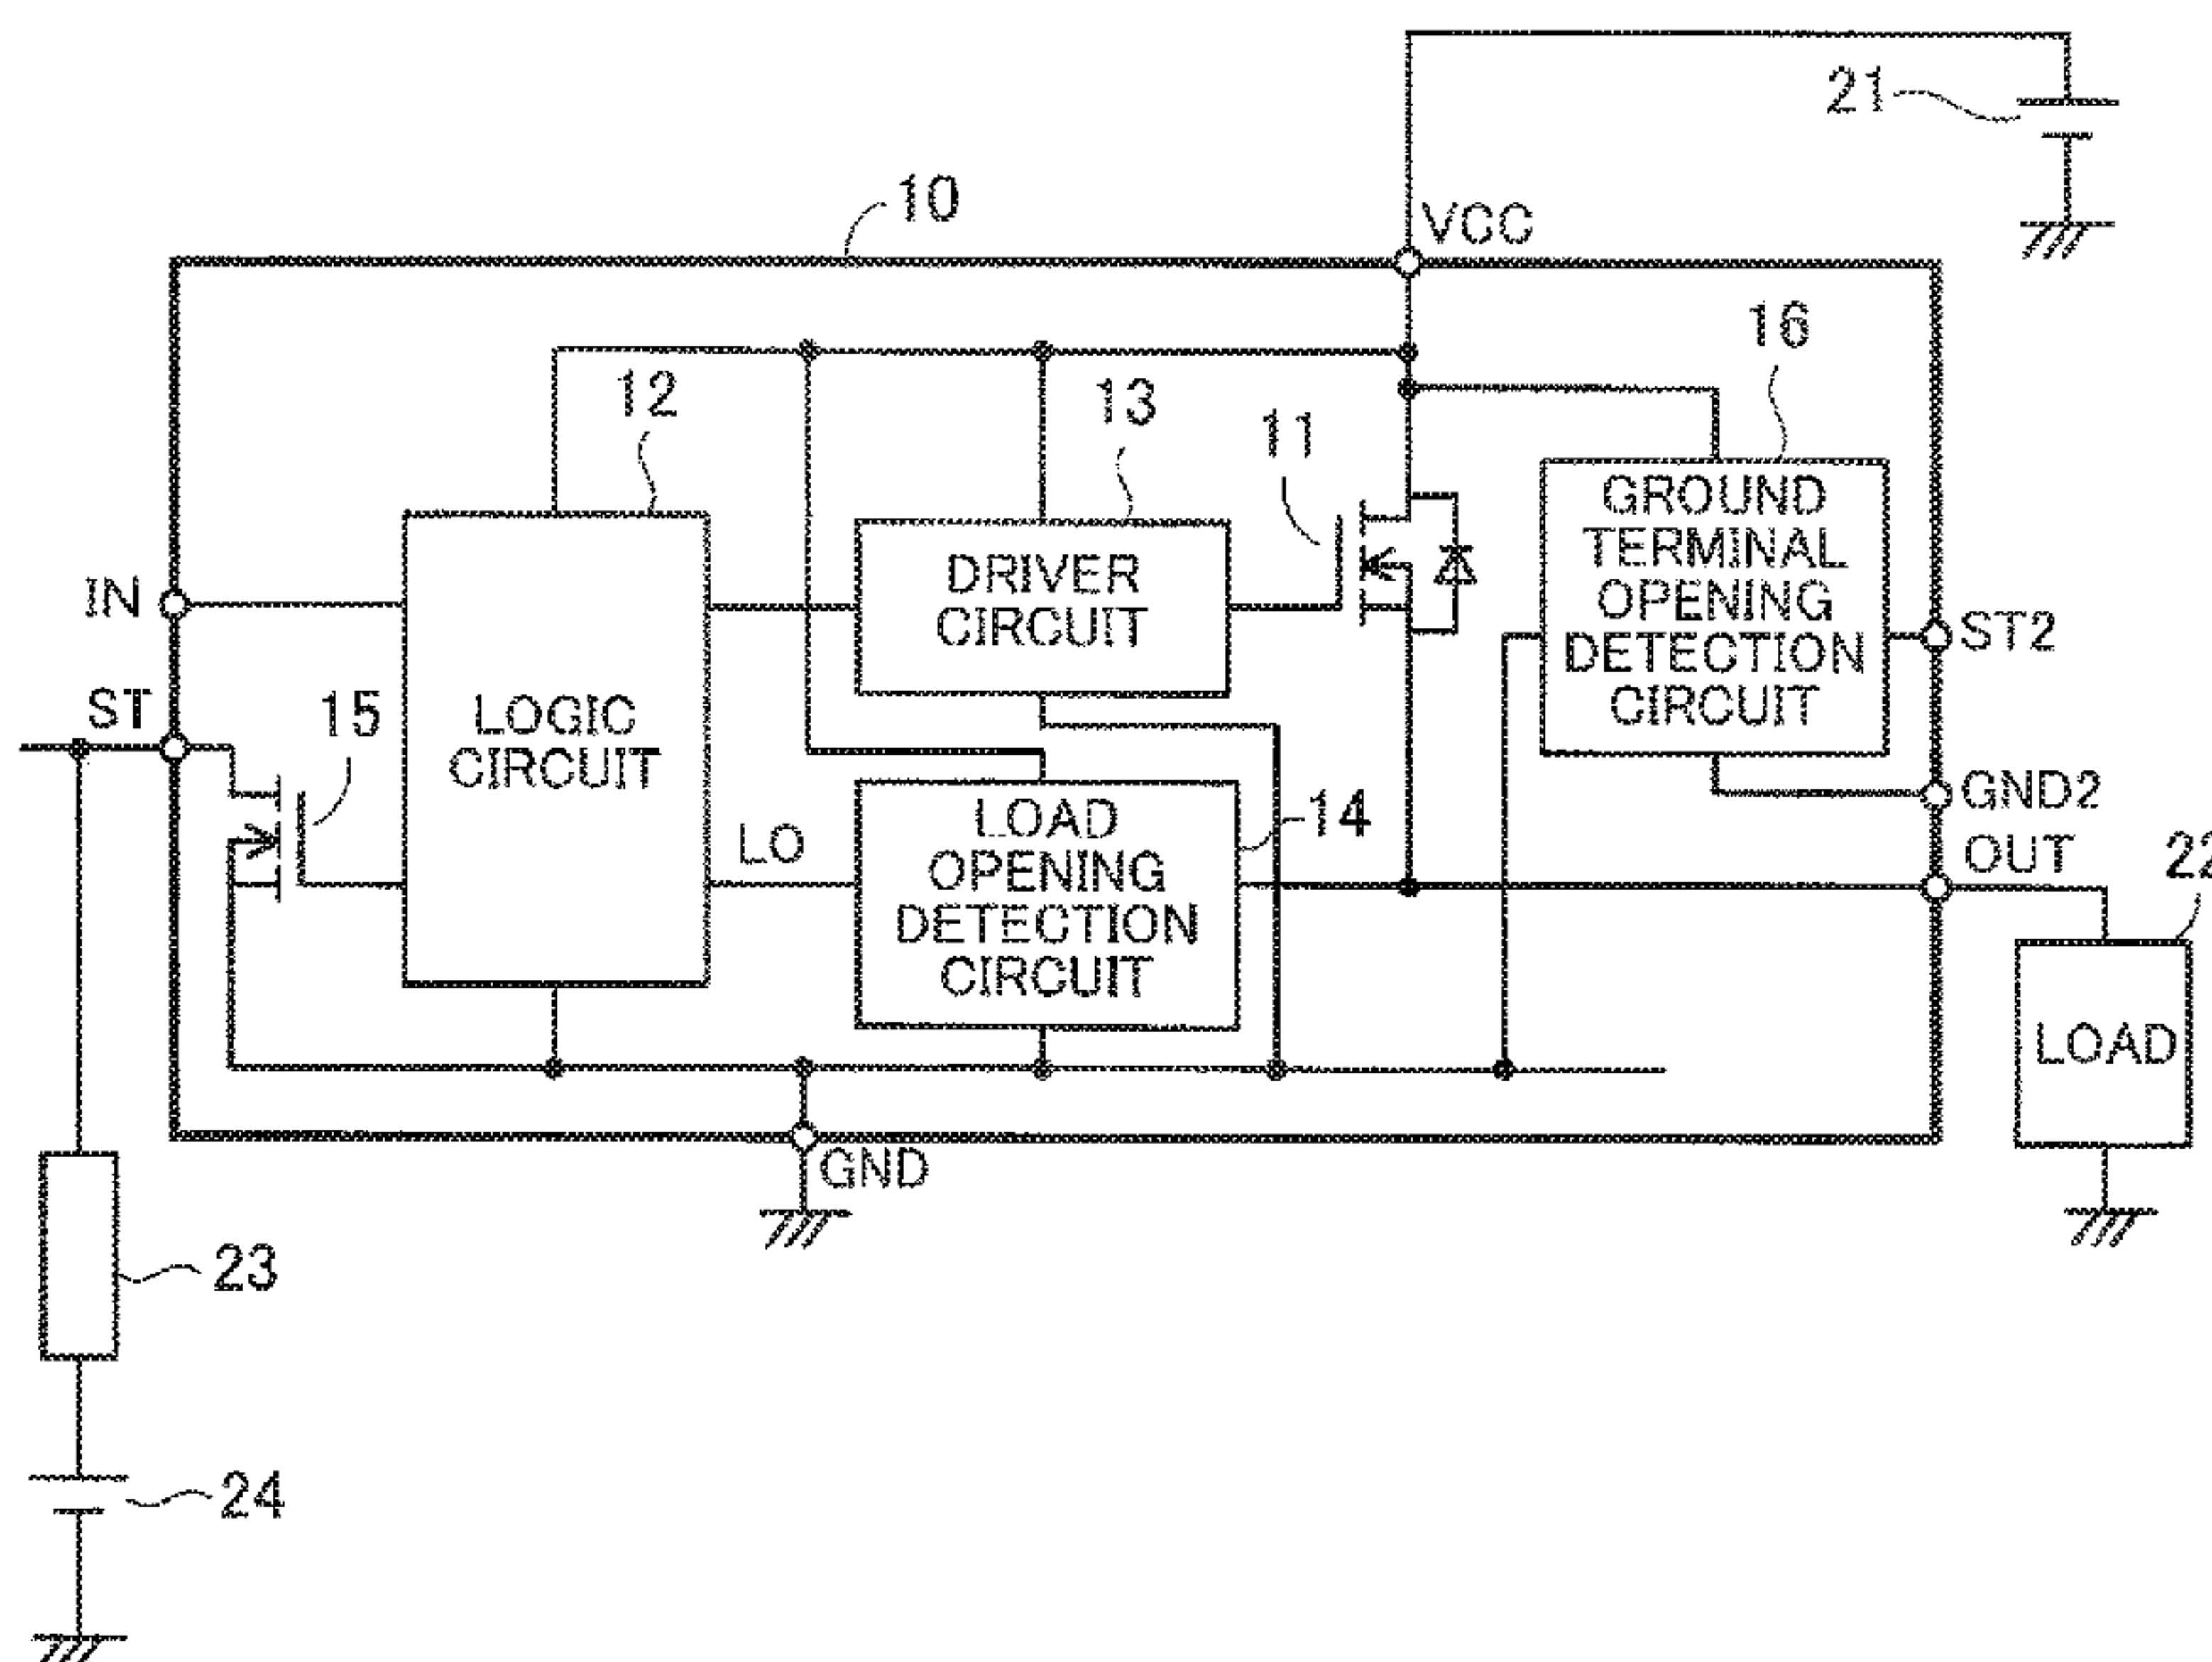 21
10
VCC
16
12
13
11
GROUND
TERMINAL
OPENING
DETECTION
CIRCUIT
DRIVER
CIRCUIT
IN
ST2
ST
15
LOGIC
CIRCUIT
GND2
LOAD
OPENING
DETECTION
CIRCUIT
14
LO
OUT
22
LOAD
GND
23
24